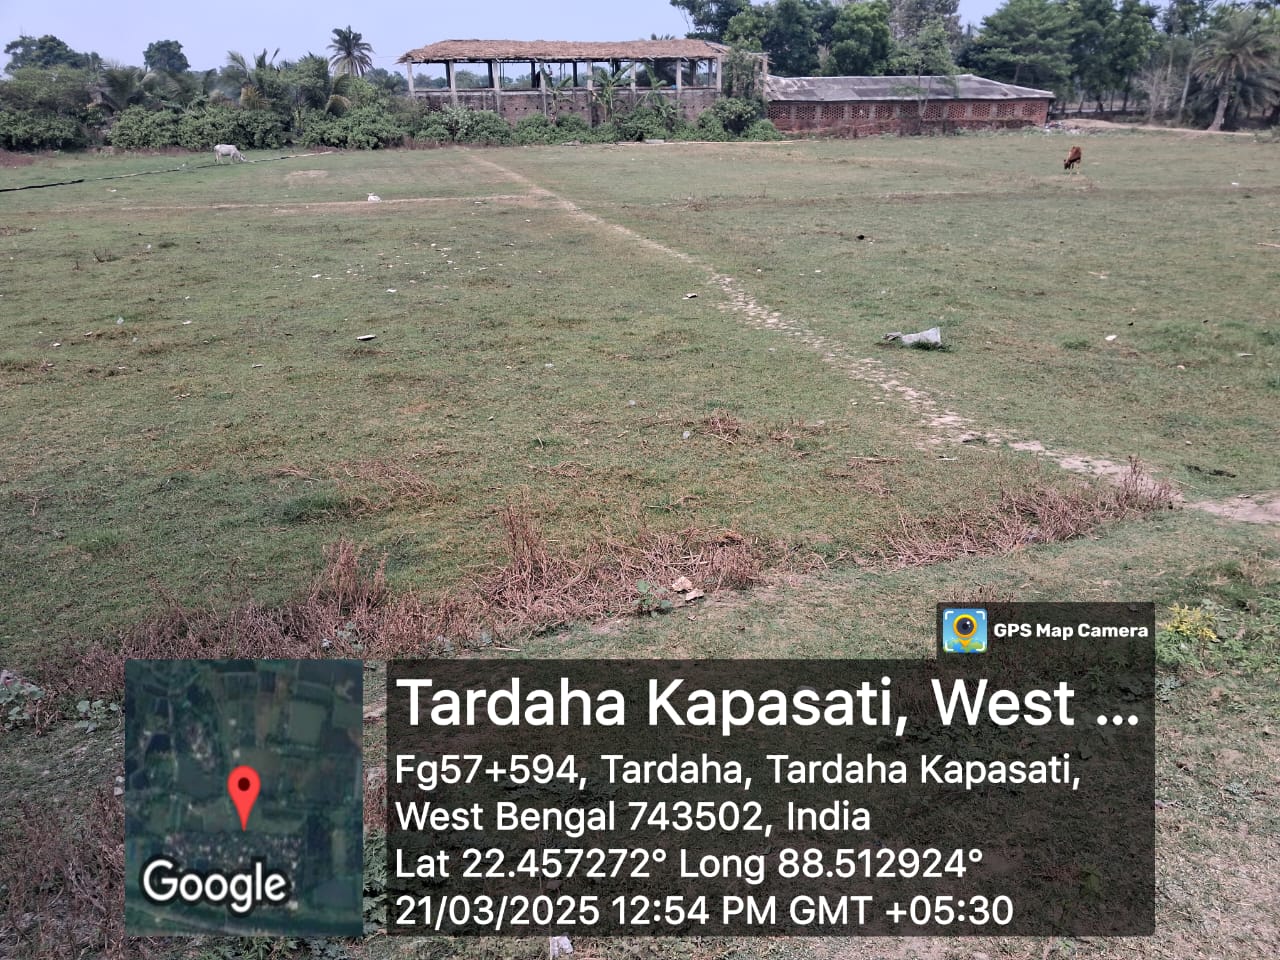 GPS Map Camera
Tardaha Kapasati, West ...
Fg57+594, Tardaha, Tardaha Kapasati,
West Bengal 743502, India
Lat 22.457272° Long 88.512924°
21/03/2025 12:54 PM GMT +05:30
Google